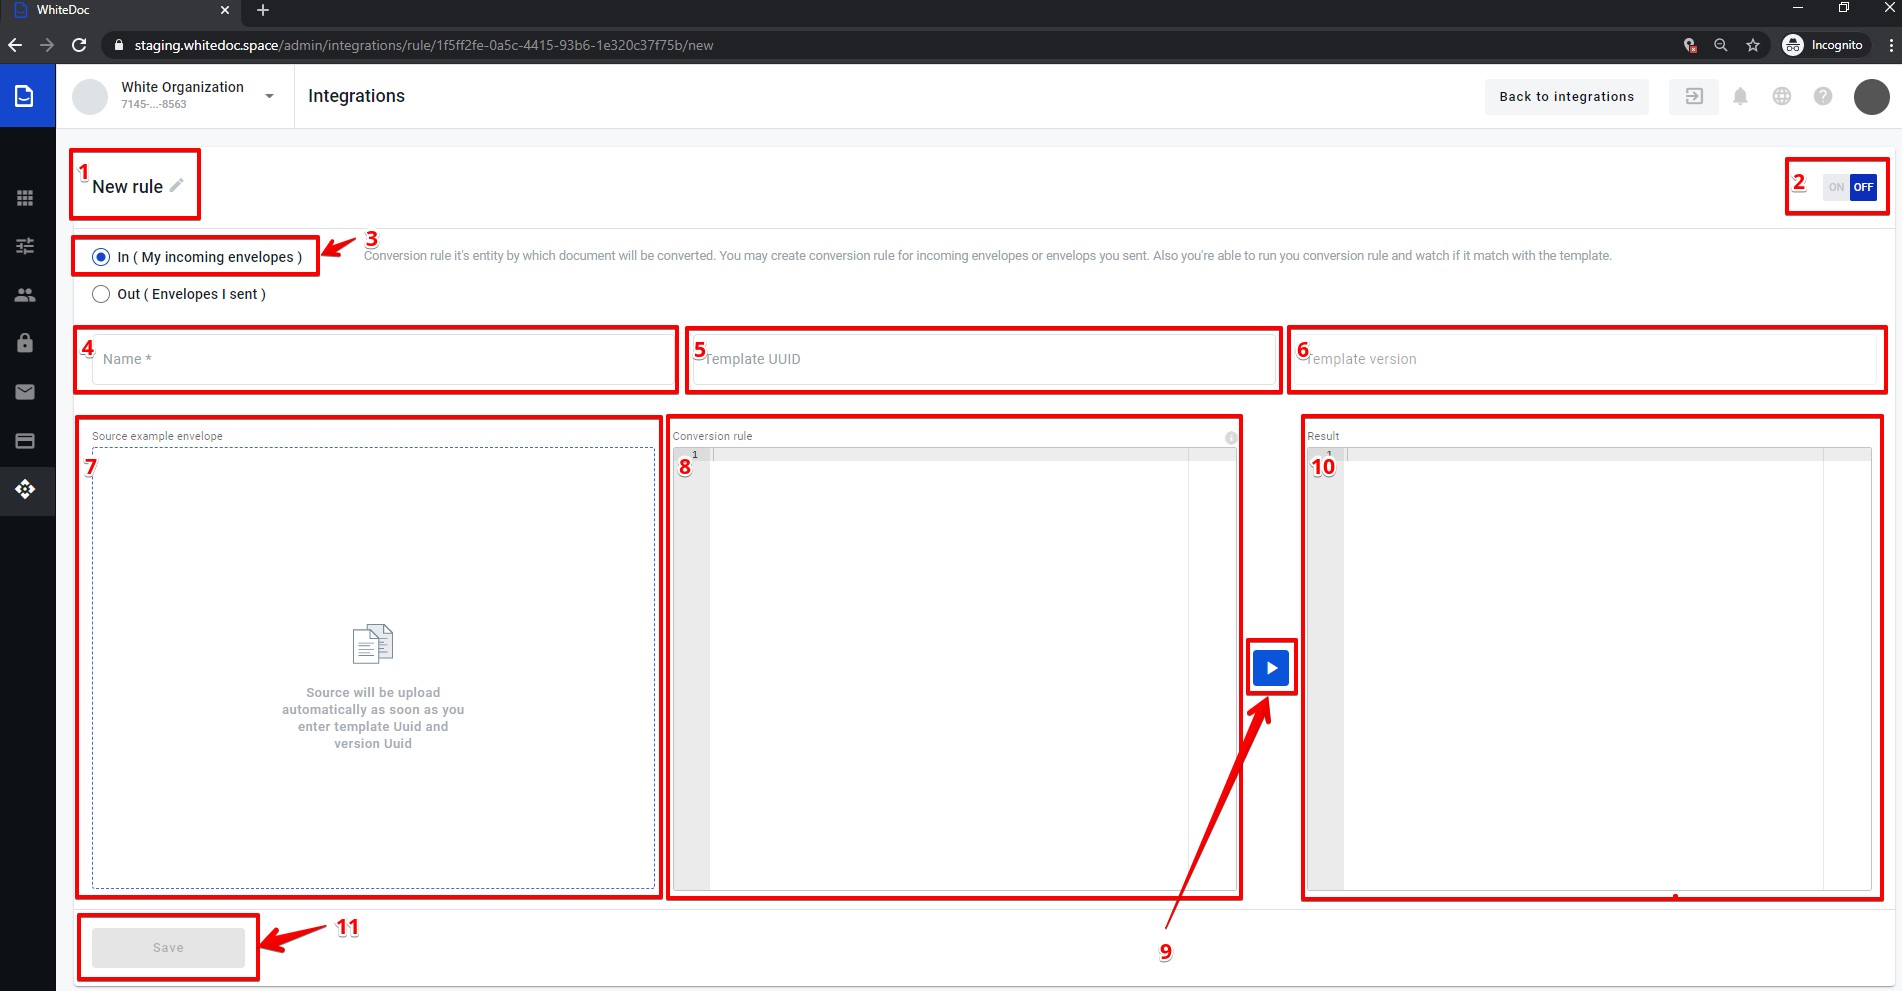 WhiteDoc
staging.whitedoc.space/admin/integrations/rule/1f5ff2fe-0a5c-4415-93b6-1e320c37f75b/new
Incognito
White Organization
7145-...-8563
Integrations
Back to integrations
1
New rule
2
ON OFF
3
In ( My incoming envelopes )
Conversion rule it's entity by which document will be converted. You may create conversion rule for incoming envelopes or envelops you sent. Also you're able to run you conversion rule and watch if it match with the template.
Out ( Envelopes I sent )
4
Name *
5
Template UUID
6
Template version
Source example envelope
7
Source will be upload
automatically as soon as you
enter template Uuid and
version Uuid
Conversion rule
1
8
9
Result
1
10
Save
11